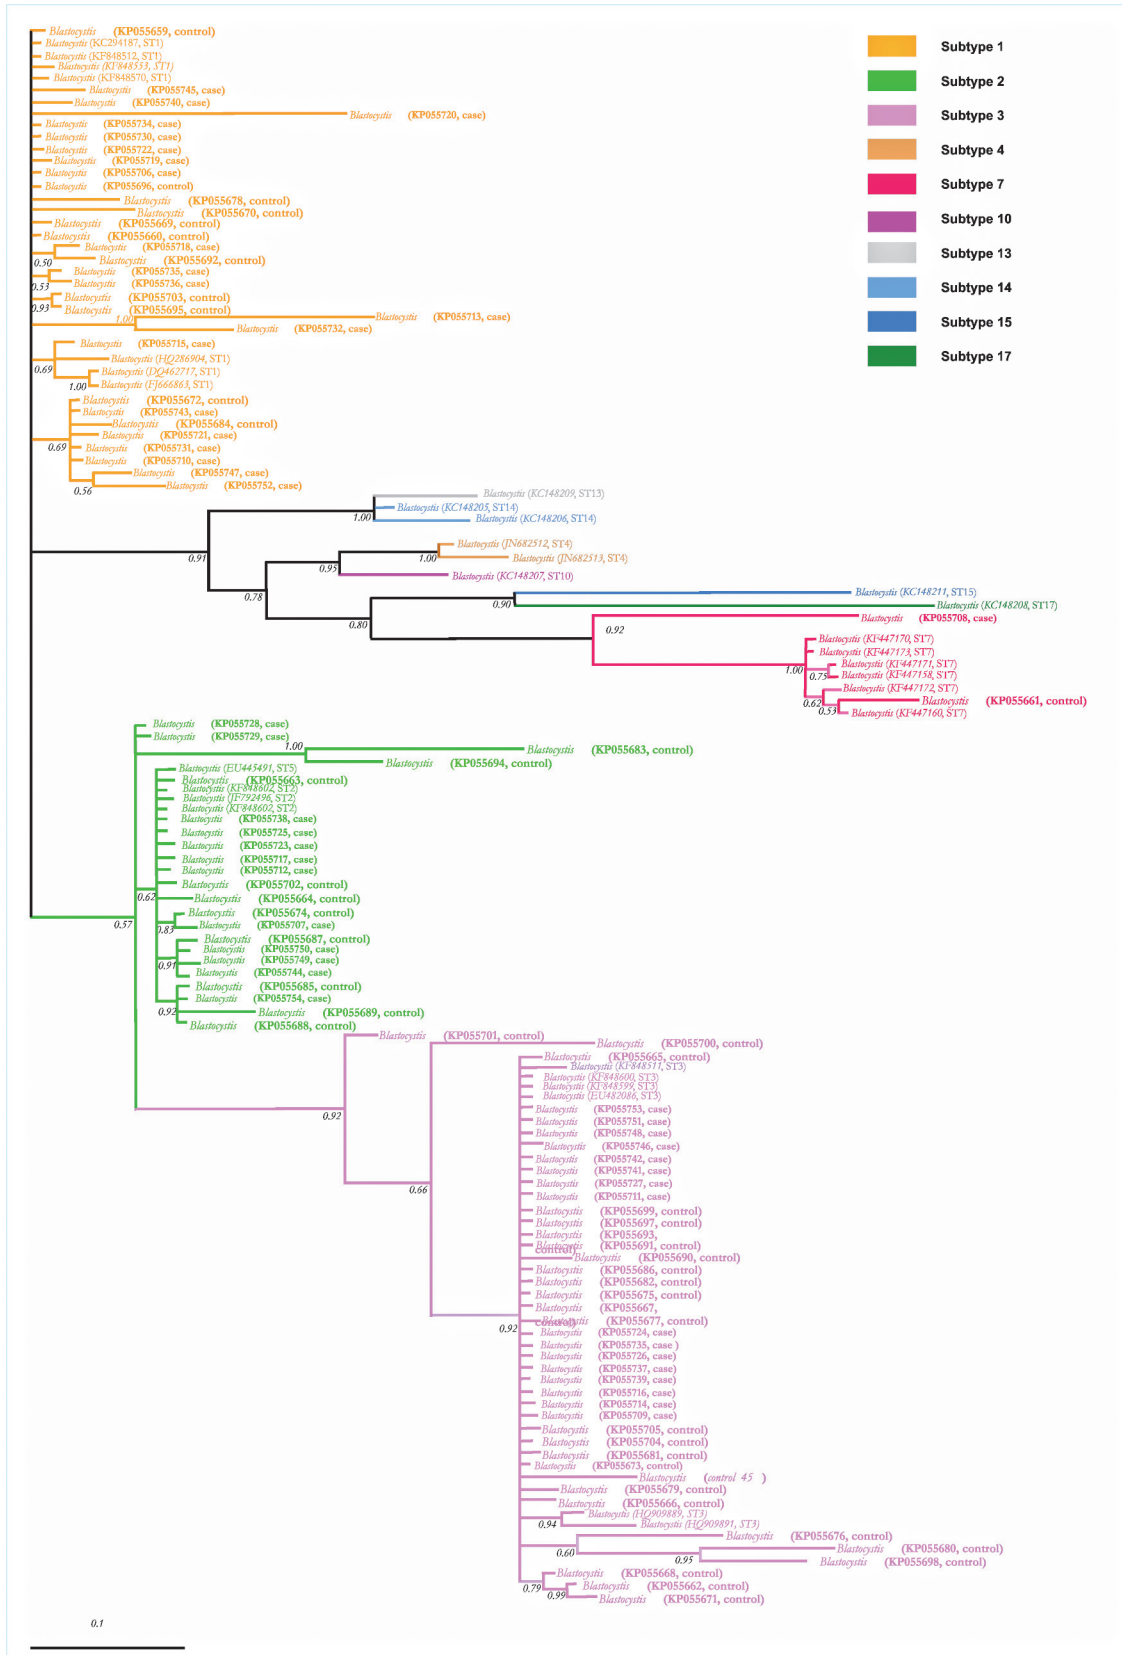 Blastocystis (KP055659, control)
Blastocystis (KC294187, ST1)
Blastocystis (KF848512, ST1)
Blastocystis (KF848553, ST1)
Blastocystis (KF848570, ST1)
Blastocystis (KP055745, case)
Blastocystis (KP055740, case)
Blastocystis (KP055720, case)
Blastocystis (KP055734, case)
Blastocystis (KP055730, case)
Blastocystis (KP055722, case)
Blastocystis (KP055719, case)
Blastocystis (KP055706, case)
Blastocystis (KP055696, control)
Blastocystis (KP055678, control)
Blastocystis (KP055670, control)
Blastocystis (KP055669, control)
Blastocystis (KP055660, control)
Blastocystis (KP055718, case)
0.50
Blastocystis (KP055692, control)
Blastocystis (KP055735, case)
0.53
Blastocystis (KP055736, case)
Blastocystis (KP055703, control)
0.93
Blastocystis (KP055695, control)
1.00
Blastocystis (KP055713, case)
Blastocystis (KP055732, case)
Blastocystis (KP055715, case)
Blastocystis (HQ286904, ST1)
0.69
Blastocystis (DQ462717, ST1)
1.00
Blastocystis (FJ666863, ST1)
Blastocystis (KP055672, control)
Blastocystis (KP055743, case)
Blastocystis (KP055684, control)
Blastocystis (KP055721, case)
0.69
Blastocystis (KP055731, case)
Blastocystis (KP055710, case)
Blastocystis (KP055747, case)
0.56
Blastocystis (KP055752, case)
Subtype 1
Subtype 2
Subtype 3
Subtype 4
Subtype 7
Subtype 10
Subtype 13
Subtype 14
Subtype 15
Subtype 17
Blastocystis (KC148209, ST13)
Blastocystis (KC148205, ST14)
1.00
Blastocystis (KC148206, ST14)
0.91
Blastocystis (JN682512, ST4)
1.00
Blastocystis (JN682513, ST4)
0.95
Blastocystis (KC148207, ST10)
0.78
Blastocystis (KC148211, ST15)
0.90
Blastocystis (KC148208, ST17)
0.80
Blastocystis (KP055708, case)
0.92
Blastocystis (KF447170, ST7)
Blastocystis (KF447173, ST7)
1.00
Blastocystis (KF447171, ST7)
0.75
Blastocystis (KF447158, ST7)
Blastocystis (KF447172, ST7)
0.62
Blastocystis (KP055661, control)
0.53
Blastocystis (KF447160, ST7)
Blastocystis (KP055728, case)
Blastocystis (KP055729, case)
1.00
Blastocystis (KP055683, control)
Blastocystis (KP055694, control)
Blastocystis (EU445491, ST5)
Blastocystis (KP055663, control)
Blastocystis (KF848602, ST2)
Blastocystis (JF792496, ST2)
Blastocystis (KF848602, ST2)
Blastocystis (KP055738, case)
Blastocystis (KP055725, case)
Blastocystis (KP055723, case)
Blastocystis (KP055717, case)
Blastocystis (KP055712, case)
Blastocystis (KP055702, control)
0.62
Blastocystis (KP055664, control)
Blastocystis (KP055674, control)
0.57
0.83
Blastocystis (KP055707, case)
Blastocystis (KP055687, control)
Blastocystis (KP055750, case)
Blastocystis (KP055749, case)
0.91
Blastocystis (KP055744, case)
Blastocystis (KP055685, control)
Blastocystis (KP055754, case)
0.92
Blastocystis (KP055689, control)
Blastocystis (KP055688, control)
Blastocystis (KP055701, control)
Blastocystis (KP055700, control)
Blastocystis (KP055665, control)
Blastocystis (KF848511, ST3)
Blastocystis (KF848600, ST3)
Blastocystis (KF848599, ST3)
Blastocystis (EU482086, ST3)
Blastocystis (KP055753, case)
0.92
Blastocystis (KP055751, case)
Blastocystis (KP055748, case)
Blastocystis (KP055746, case)
Blastocystis (KP055742, case)
Blastocystis (KP055741, case)
Blastocystis (KP055727, case)
0.66
Blastocystis (KP055711, case)
Blastocystis (KP055699, control)
Blastocystis (KP055697, control)
Blastocystis (KP055693,
control)
Blastocystis (KP055691, control)
Blastocystis (KP055690, control)
Blastocystis (KP055686, control)
Blastocystis (KP055682, control)
Blastocystis (KP055675, control)
Blastocystis (KP055667,
control)
Blastocystis (KP055677, control)
0.92
Blastocystis (KP055724, case)
Blastocystis (KP055735, case )
Blastocystis (KP055726, case)
Blastocystis (KP055737, case)
Blastocystis (KP055739, case)
Blastocystis (KP055716, case)
Blastocystis (KP055714, case)
Blastocystis (KP055709, case)
Blastocystis (KP055705, control)
Blastocystis (KP055704, control)
Blastocystis (KP055681, control)
Blastocystis (KP055673, control)
Blastocystis (control 45 )
Blastocystis (KP055679, control)
Blastocystis (KP055666, control)
Blastocystis (HQ909889, ST3)
0.94
Blastocystis (HQ909891, ST3)
Blastocystis (KP055676, control)
0.60
Blastocystis (KP055680, control)
0.95
Blastocystis (KP055698, control)
Blastocystis (KP055668, control)
0.79
Blastocystis (KP055662, control)
0.99
Blastocystis (KP055671, control)
0.1